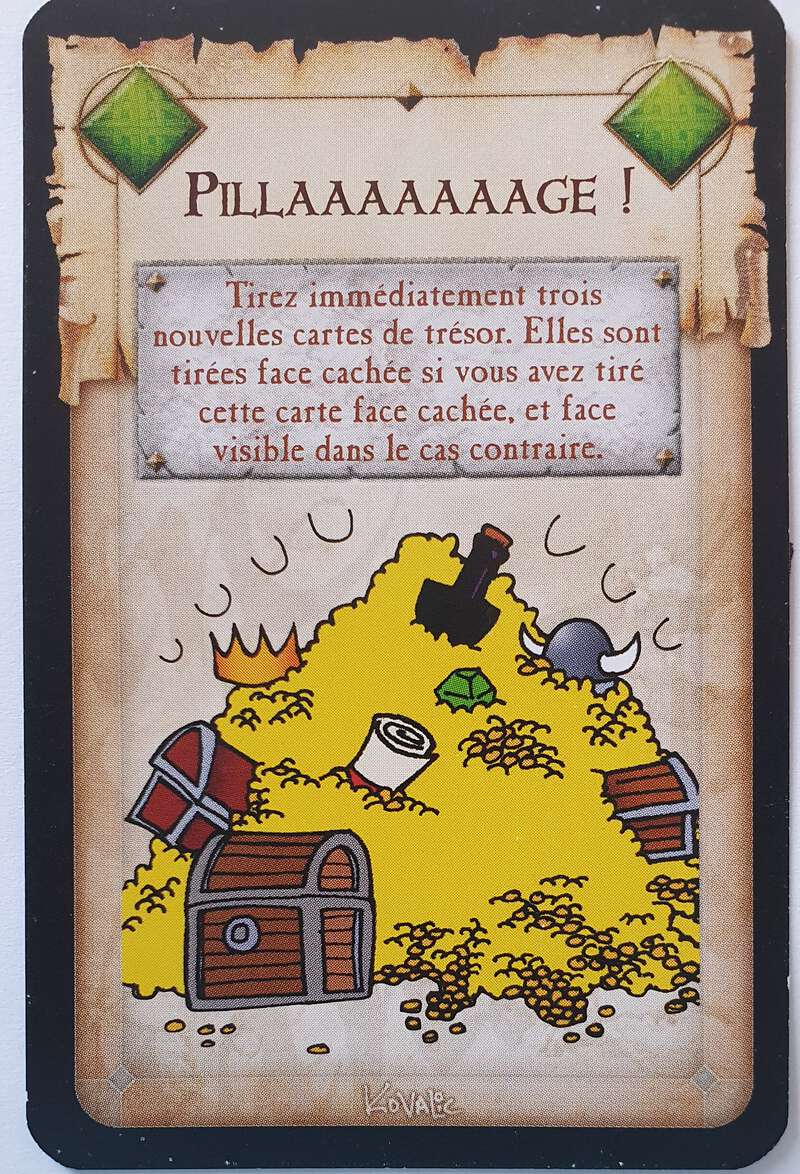 PILLAAAAAAAAGE !
Tirez immédiatement trois
nouvelles cartes de trésor. Elles sont
tirées face cachée si vous avez tiré
cette carte face cachée, et face
visible dans le cas contraire.
KOVALIC